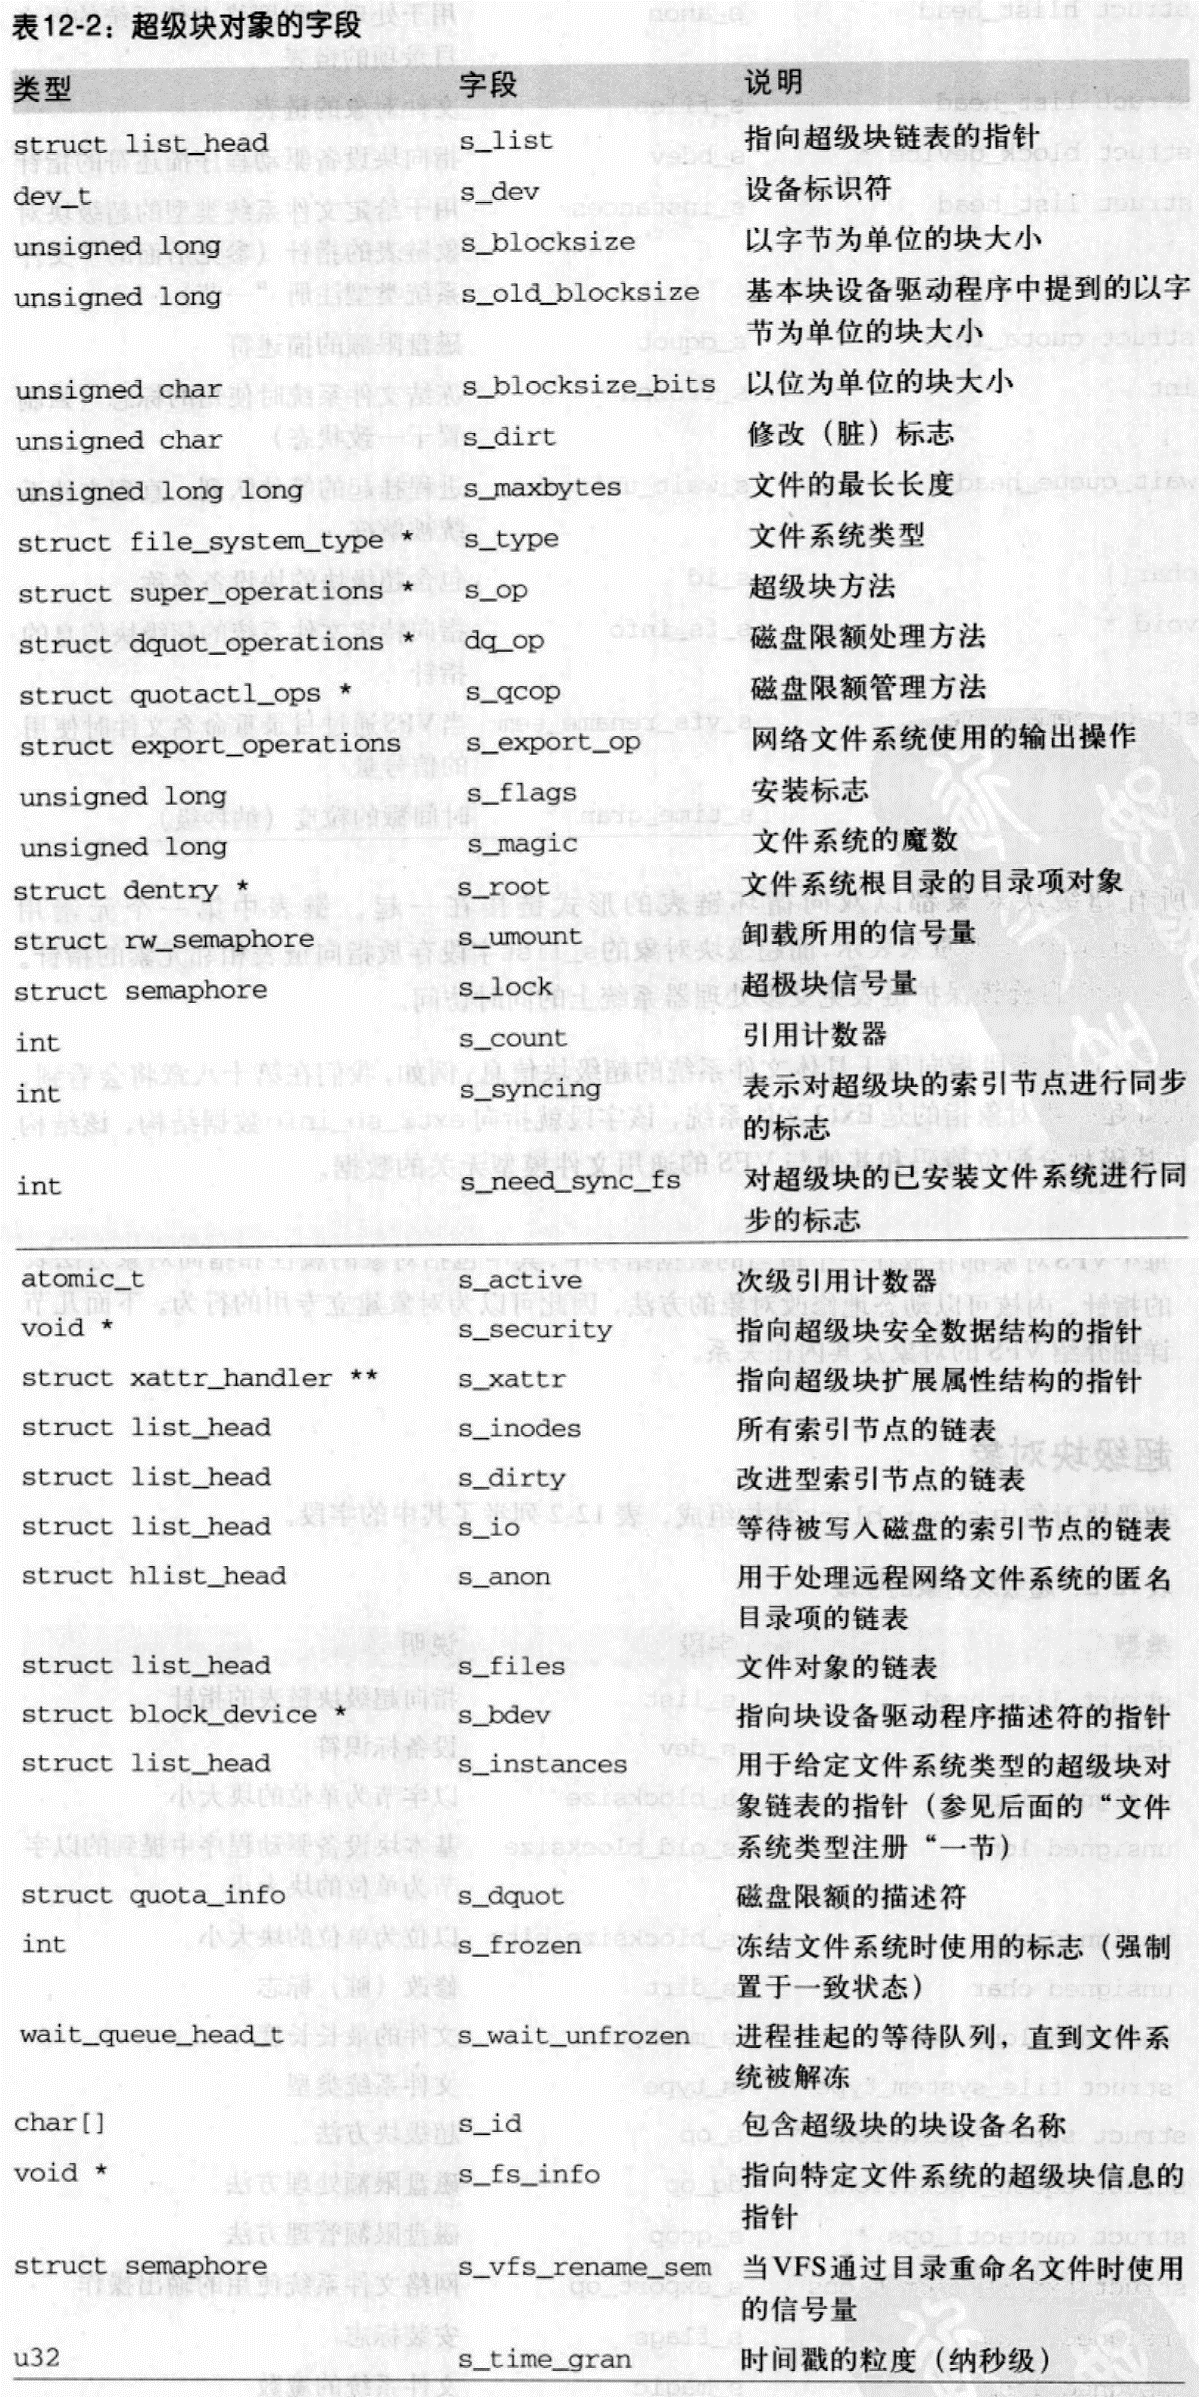 表12-2：超级块对象的字段
类型 字段 说明
struct list_head s_list 指向超级块链表的指针
dev_t s_dev 设备标识符
unsigned long s_blocksize 以字节为单位的块大小
unsigned long s_old_blocksize 基本块设备驱动程序中提到的以字
节为单位的块大小
unsigned char s_blocksize_bits 以位为单位的块大小
unsigned char s_dirt 修改（脏）标志
unsigned long long s_maxbytes 文件的最长长度
struct file_system_type * s_type 文件系统类型
struct super_operations * s_op 超级块方法
struct dquot_operations * dq_op 磁盘限额处理方法
struct quotactl_ops * s_qcop 磁盘限额管理方法
struct export_operations s_export_op 网络文件系统使用的输出操作
unsigned long s_flags 安装标志
unsigned long s_magic 文件系统的魔数
struct dentry * s_root 文件系统根目录的目录项对象
struct rw_semaphore s_umount 卸载所用的信号量
struct semaphore s_lock 超极块信号量
int s_count 引用计数器
int s_syncing 表示对超级块的索引节点进行同步
的标志
int s_need_sync_fs 对超级块的已安装文件系统进行同
步的标志
atomic_t s_active 次级引用计数器
void * s_security 指向超级块安全数据结构的指针
struct xattr_handler ** s_xattr 指向超级块扩展属性结构的指针
struct list_head s_inodes 所有索引节点的链表
struct list_head s_dirty 改进型索引节点的链表
struct list_head s_io 等待被写人磁盘的索引节点的链表
struct hlist_head s_anon 用于处理远程网络文件系统的匿名
目录项的链表
struct list_head s_files 文件对象的链表
struct block_device * s_bdev 指向块设备驱动程序描述符的指针
struct list_head s_instances 用于给定文件系统类型的超级块对
象链表的指针（参见后面的“文件
系统类型注册“一节）
struct quota_info s_dquot 磁盘限额的描述符
int s_frozen 冻结文件系统时使用的标志（强制
置于一致状态）
wait_queue_head_t s_wait_unfrozen 进程挂起的等待队列，直到文件系
统被解冻
char[] s_id 包含超级块的块设备名称
void * s_fs_info 指向特定文件系统的超级块信息的
指针
struct semaphore s_vfs_rename_sem 当VFS通过目录重命名文件时使用
的信号量
u32 s_time_gran 时间戳的粒度（纳秒级）